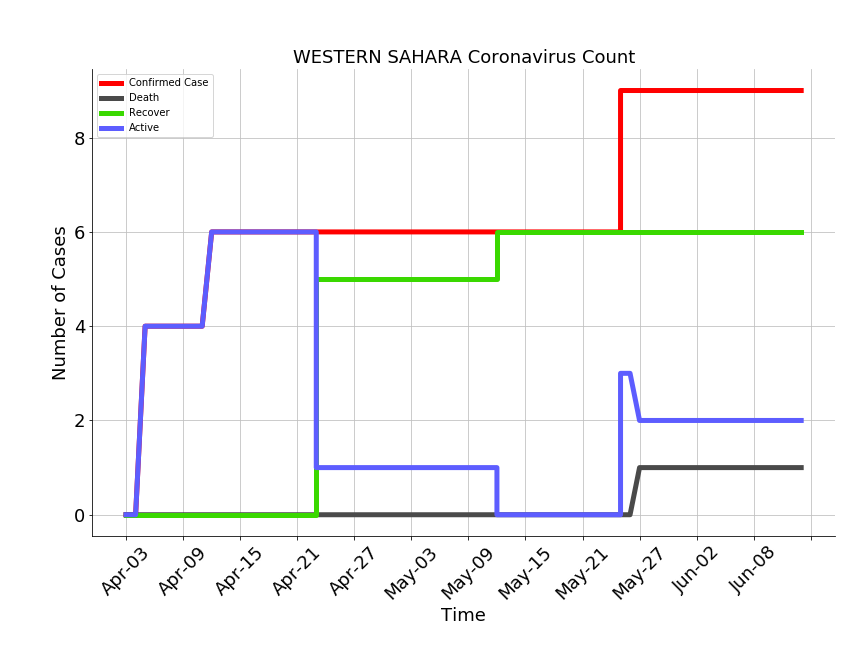 WESTERN SAHARA Coronavirus Count
Confirmed Case
Death
Recover
Active
Number of Cases
8
6
4
2
0
Apr-03 Apr-09 Apr-15 Apr-21 Apr-27 May-03 May-09 May-15 May-21 May-27 Jun-02 Jun-08
Time